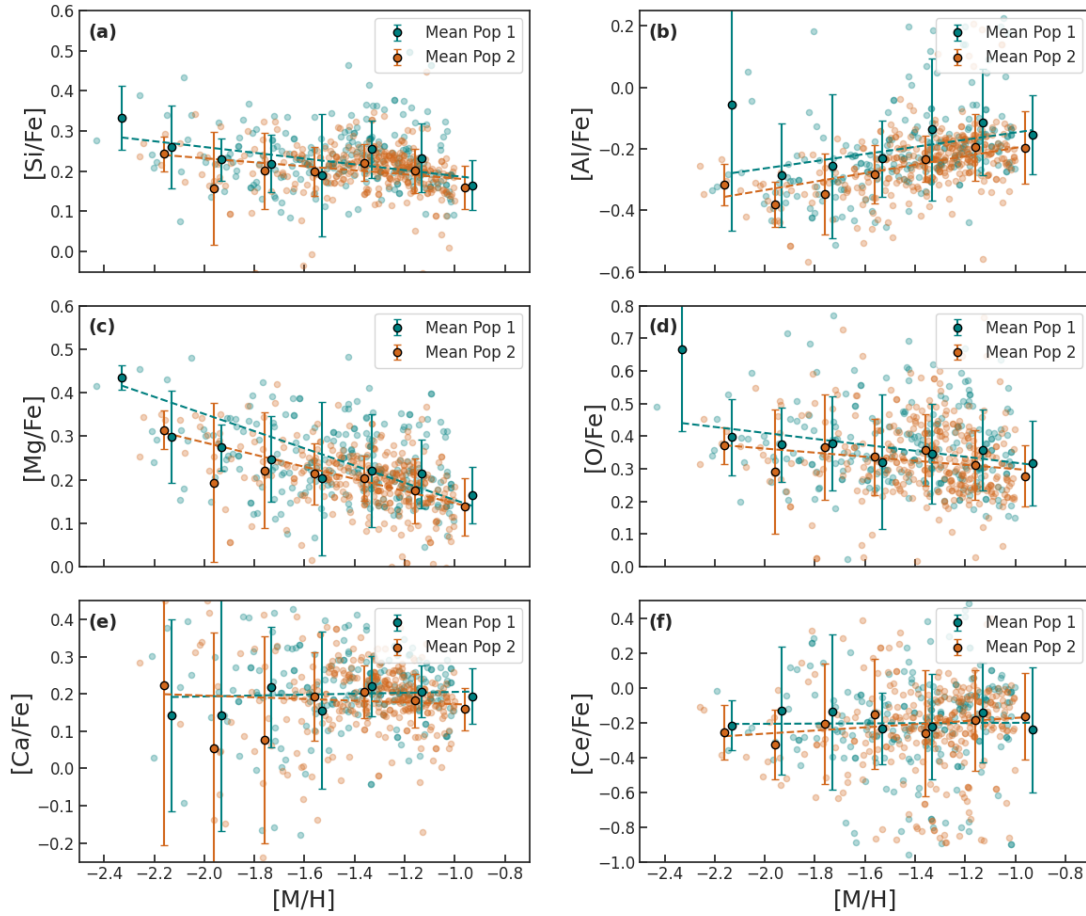 (a)
Mean Pop 1
Mean Pop 2
[Si/Fe]
0.6
0.5
0.4
0.3
0.2
0.1
0.0
(b)
Mean Pop 1
Mean Pop 2
[Al/Fe]
0.2
0.0
−0.2
−0.4
−0.6
(c)
Mean Pop 1
Mean Pop 2
[Mg/Fe]
0.6
0.5
0.4
0.3
0.2
0.1
0.0
(d)
Mean Pop 1
Mean Pop 2
[O/Fe]
0.8
0.7
0.6
0.5
0.4
0.3
0.2
0.1
0.0
(e)
Mean Pop 1
Mean Pop 2
[Ca/Fe]
0.4
0.3
0.2
0.1
0.0
−0.1
−0.2
−2.4 −2.2 −2.0 −1.8 −1.6 −1.4 −1.2 −1.0 −0.8
[M/H]
(f)
Mean Pop 1
Mean Pop 2
[Ce/Fe]
0.4
0.2
0.0
−0.2
−0.4
−0.6
−0.8
−1.0
−2.4 −2.2 −2.0 −1.8 −1.6 −1.4 −1.2 −1.0 −0.8
[M/H]